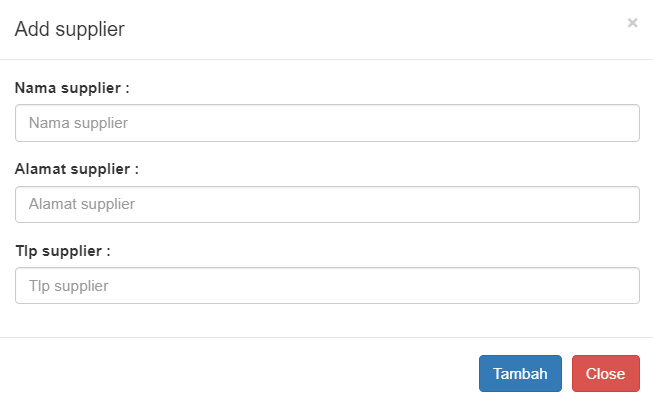 Add supplier
×
Nama supplier :
Nama supplier
Alamat supplier :
Alamat supplier
Tlp supplier :
Tlp supplier
Tambah Close